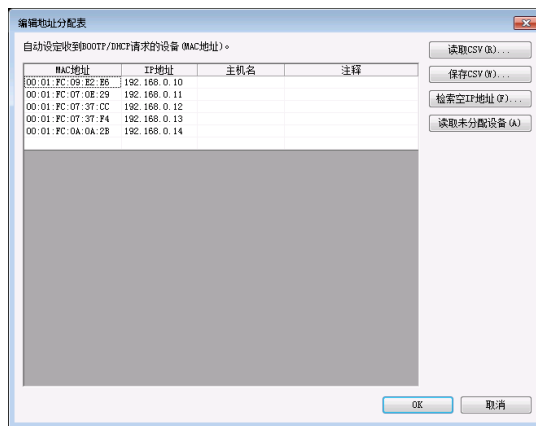 编辑地址分配表
自动设定收到BOOTP/DHCP请求的设备(MAC地址)。
读取CSV(R)...
MAC地址 IP地址 主机名 注释
保存CSV(W)...
00:01:FC:09:E2:E6 192.168.0.10
00:01:FC:07:0E:29 192.168.0.11
检索空IP地址(F)...
00:01:FC:07:37:CC 192.168.0.12
00:01:FC:07:37:F4 192.168.0.13
读取未分配设备(A)
00:01:FC:0A:0A:2B 192.168.0.14
OK 取消